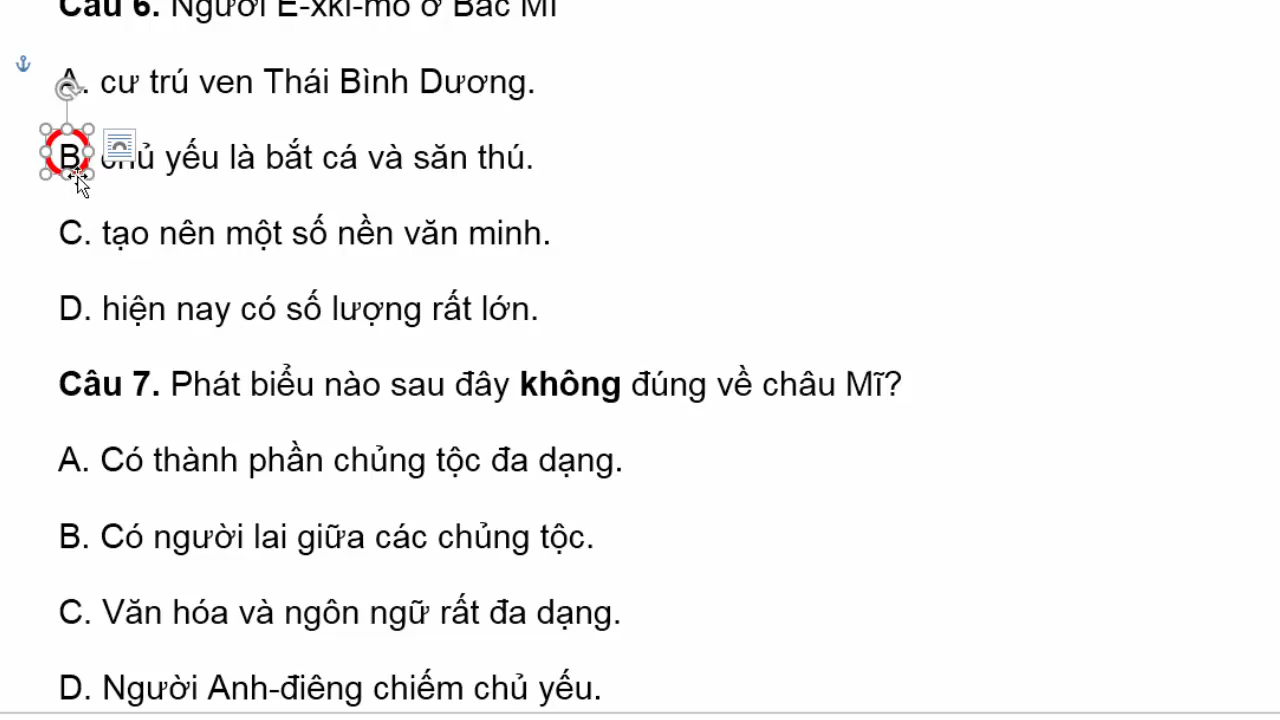 Câu 6. Người E-xki-mô ở Bắc Mĩ
A. cư trú ven Thái Bình Dương.
B. chủ yếu là bắt cá và săn thú.
C. tạo nên một số nền văn minh.
D. hiện nay có số lượng rất lớn.
Câu 7. Phát biểu nào sau đây không đúng về châu Mĩ?
A. Có thành phần chủng tộc đa dạng.
B. Có người lai giữa các chủng tộc.
C. Văn hóa và ngôn ngữ rất đa dạng.
D. Người Anh-điêng chiếm chủ yếu.